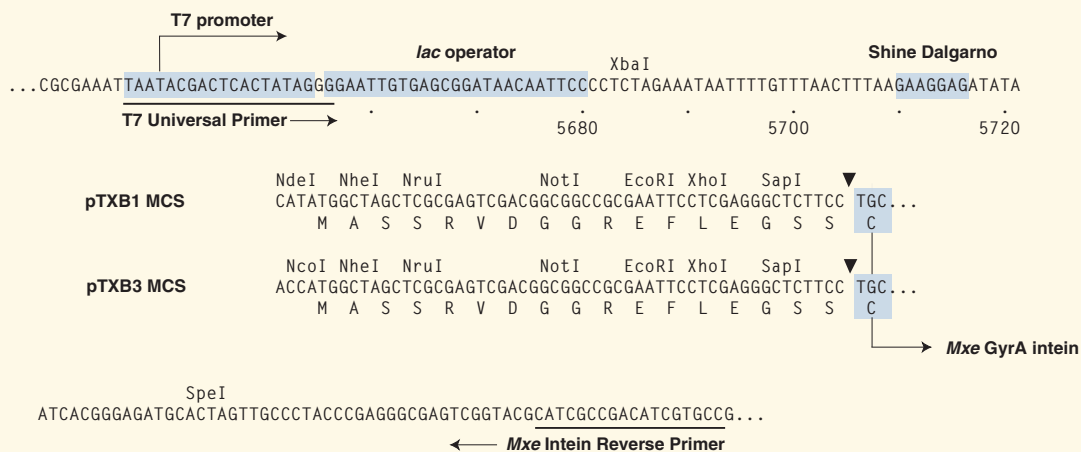 T7 promoter
lac operator
XbaI
Shine Dalgarno
...CGCGAAATTAATACGACTCACTATAGGGGAATTGTGAGCGGATAACAATTCCCCTCTAGAAATAATTTTGTTTAACTTTAAGAAGGAGATATA
T7 Universal Primer
5680
5700
5720
NdeI NheI NruI NotI EcoRI XhoI SapI
pTXB1 MCS
CATATGGCTAGCTCGCGAGTCGACGGCGGCCGCGAATTCCTCGAGGGCTCTTCC TGC...
M A S S R V D G G R E F L E G S S C
NcoI NheI NruI NotI EcoRI XhoI SapI
pTXB3 MCS
ACCATGGCTAGCTCGCGAGTCGACGGCGGCCGCGAATTCCTCGAGGGCTCTTCC TGC...
M A S S R V D G G R E F L E G S S C
Mxe GyrA intein
SpeI
ATCACGGGAGATGCACTAGTTGCCCTACCCGAGGGCGAGTCGGTACGCATCGCCGACATCGTGCCG...
Mxe Intein Reverse Primer